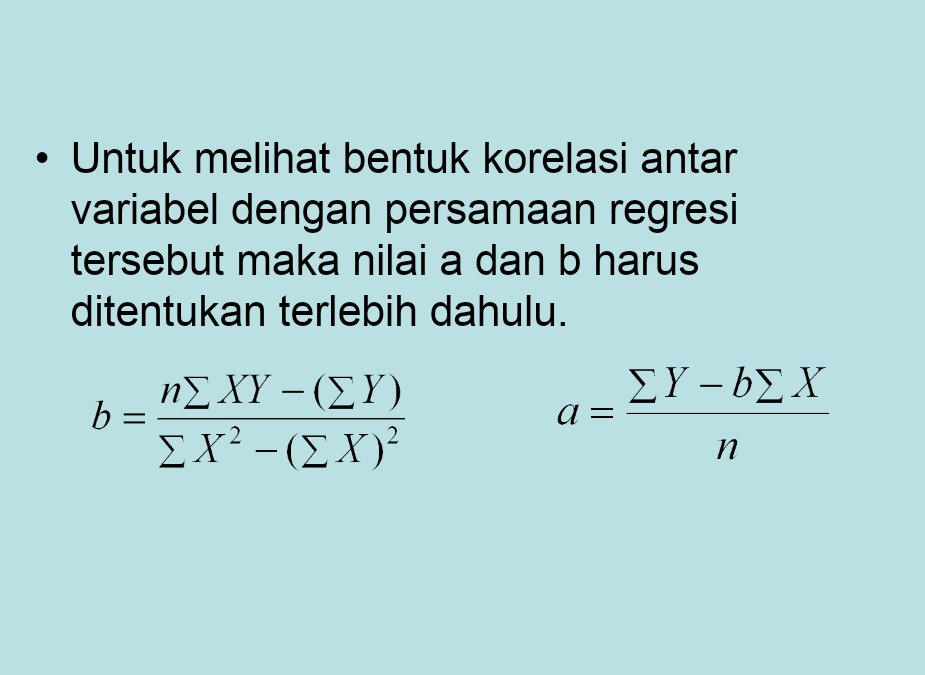 • Untuk melihat bentuk korelasi antar
variabel dengan persamaan regresi
tersebut maka nilai a dan b harus
ditentukan terlebih dahulu.
b = \frac{n\sum XY - (\sum Y)}{\sum X^2 - (\sum X)^2}
a = \frac{\sum Y - b\sum X}{n}